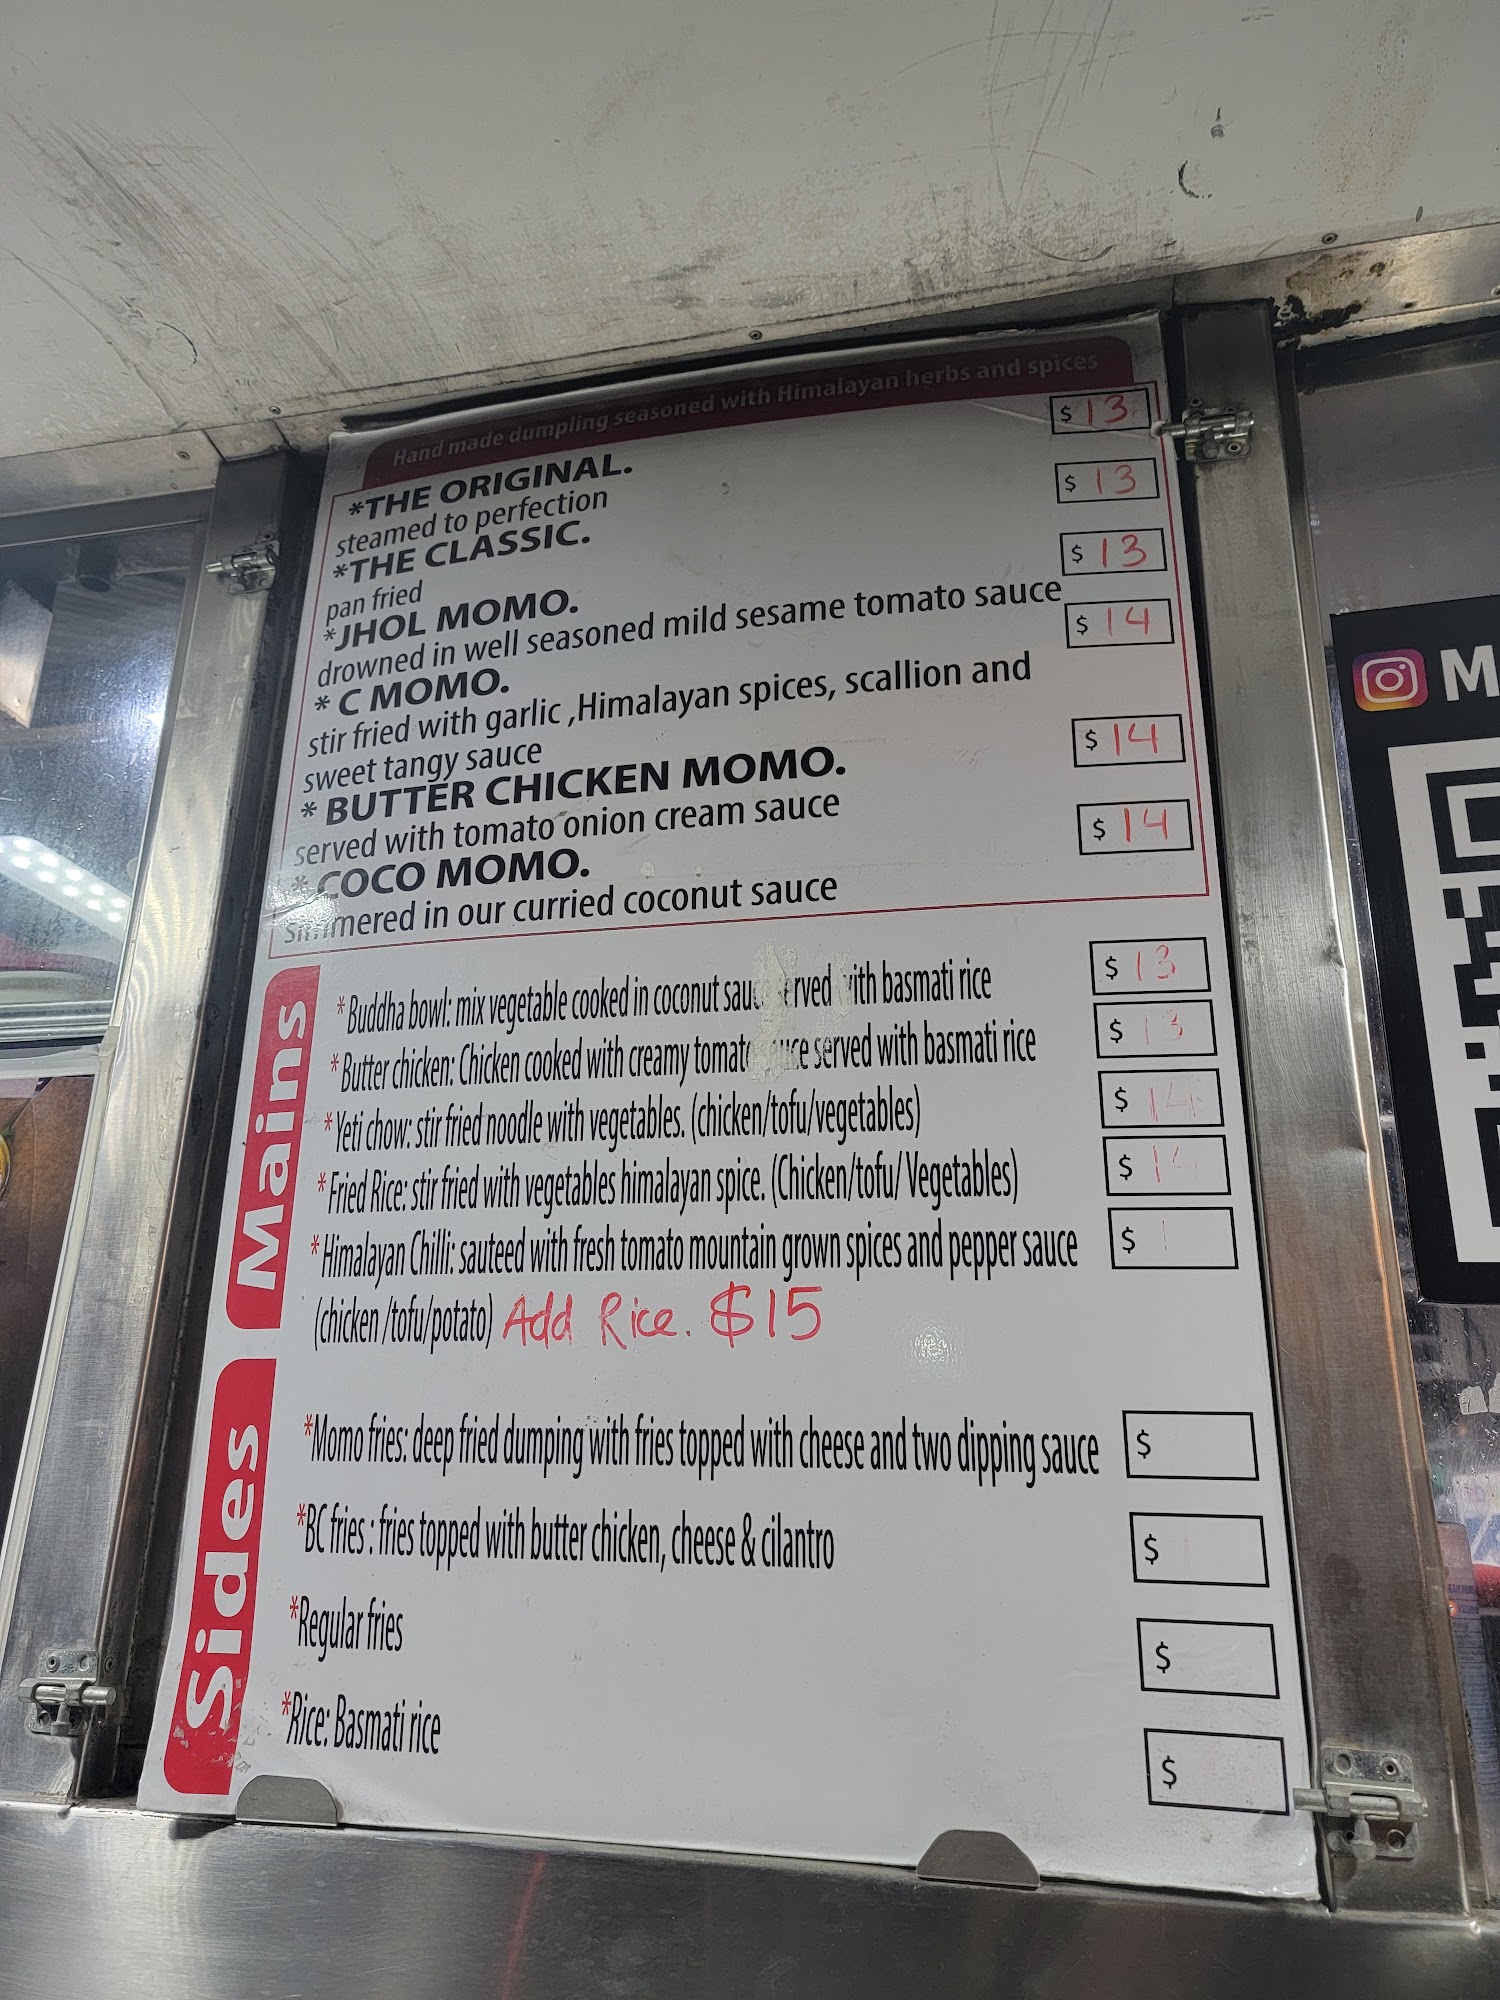 Hand made dumpling seasoned with Himalayan herbs and spices
*THE ORIGINAL. $ 13
steamed to perfection
*THE CLASSIC. $ 13
pan fried
*JHOL MOMO. $ 13
drowned in well seasoned mild sesame tomato sauce
* C MOMO. $ 14
stir fried with garlic ,Himalayan spices, scallion and
sweet tangy sauce
* BUTTER CHICKEN MOMO. $ 14
served with tomato onion cream sauce
* COCO MOMO. $ 14
simmered in our curried coconut sauce
Mains
*Buddha bowl: mix vegetable cooked in coconut sauce served with basmati rice $ 13
*Butter chicken: Chicken cooked with creamy tomato sauce served with basmati rice $ 13
*Yeti chow: stir fried noodle with vegetables. (chicken/tofu/vegetables) $ 14
*Fried Rice: stir fried with vegetables himalayan spice. (Chicken/tofu/ Vegetables) $
*Himalayan Chilli: sauteed with fresh tomato mountain grown spices and pepper sauce $
(chicken /tofu/potato) Add Rice. $15
Sides
*Momo fries: deep fried dumping with fries topped with cheese and two dipping sauce $
*BC fries : fries topped with butter chicken, cheese & cilantro $
*Regular fries $
*Rice: Basmati rice $
M